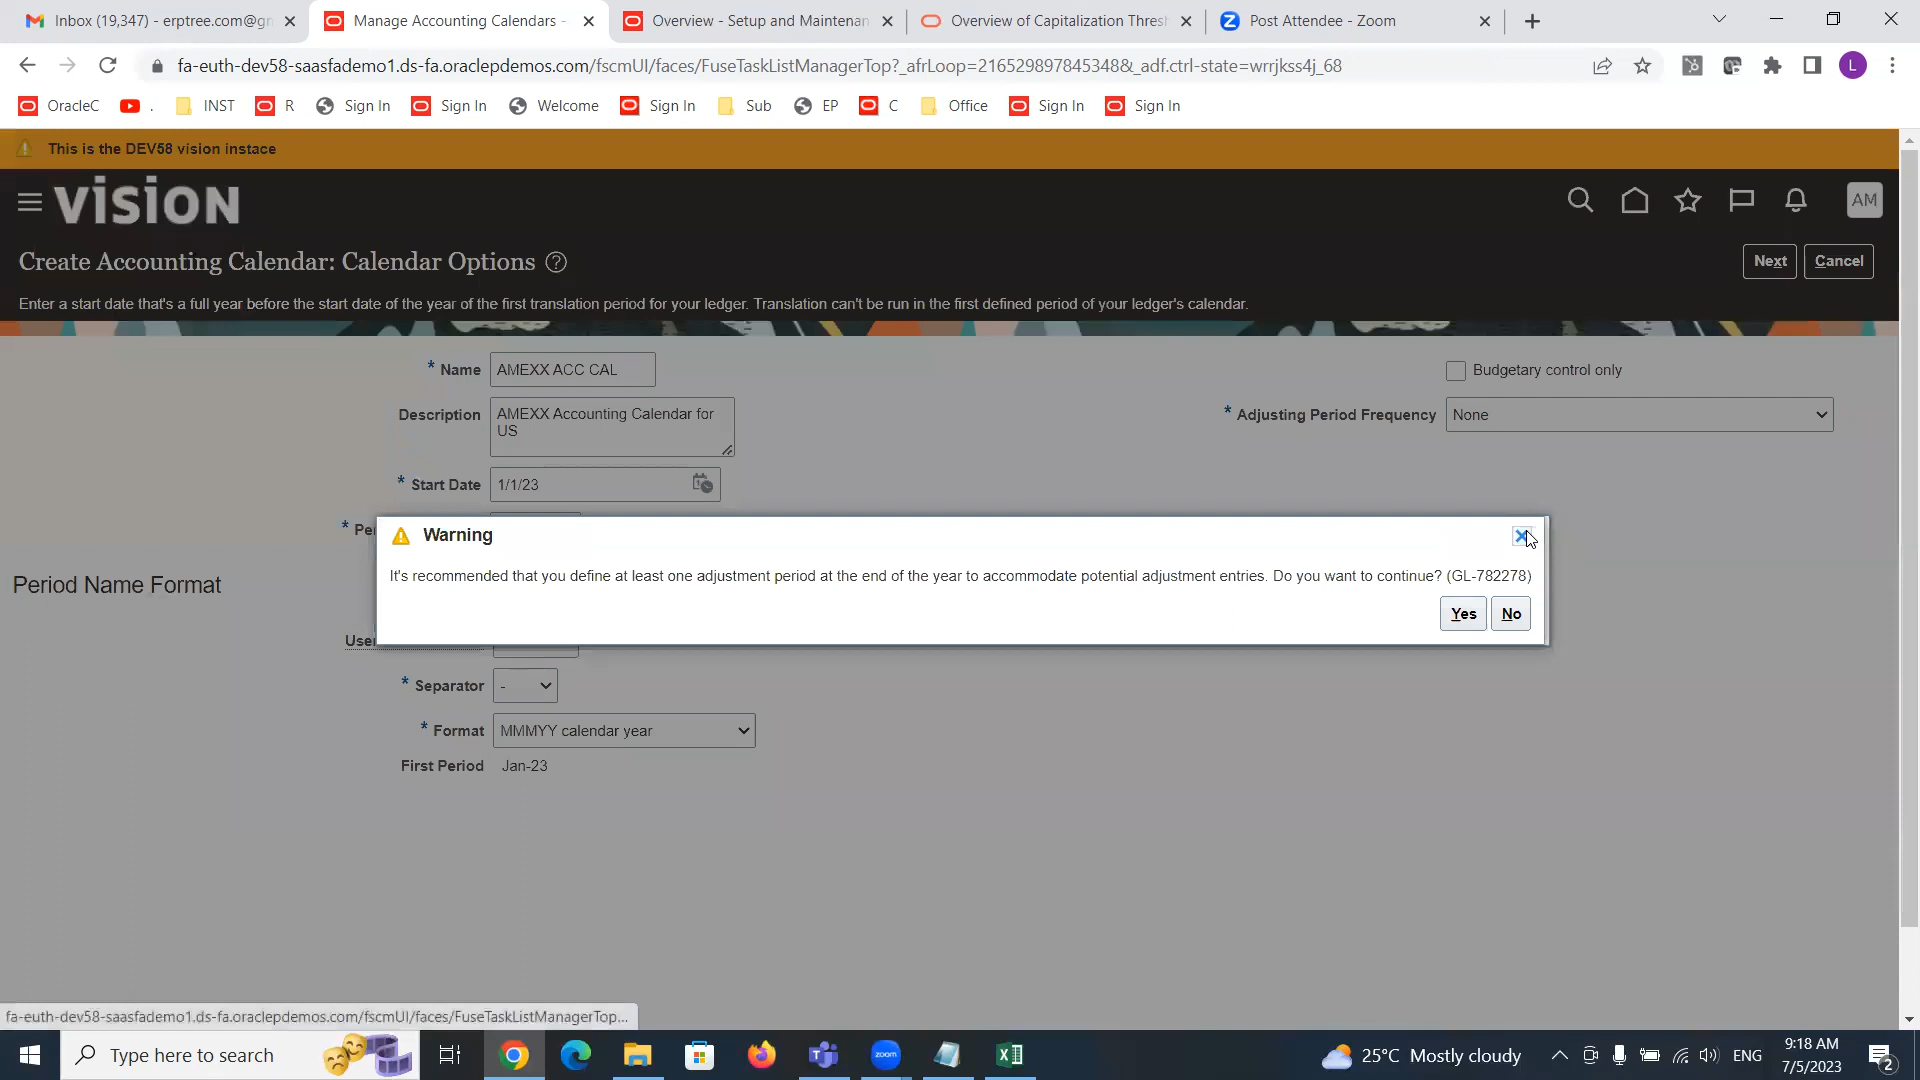 Inbox (19,347) - erptree.com@gr
Manage Accounting Calendars -
Overview - Setup and Maintenan
Overview of Capitalization Thresh
Post Attendee - Zoom
fa-euth-dev58-saasfademo1.ds-fa.oraclepdemos.com/fscmUI/faces/FuseTaskListManagerTop?_afrLoop=21652989784534&_adf.ctrl-state=wrrjkss4j_68
L
OracleC
.
INST
R
Sign In
Sign In
Welcome
Sign In
Sub
EP
C
Office
Sign In
Sign In
This is the DEV58 vision instace
VISION
AM
Create Accounting Calendar: Calendar Options ?
Next
Cancel
Enter a start date that's a full year before the start date of the year of the first translation period for your ledger. Translation can't be run in the first defined period of your ledger's calendar.
* Name AMEXX ACC CAL
Budgetary control only
Description AMEXX Accounting Calendar for
US
* Adjusting Period Frequency None
* Start Date 1/1/23
* Per
Warning
It's recommended that you define at least one adjustment period at the end of the year to accommodate potential adjustment entries. Do you want to continue? (GL-782278)
Yes
No
Period Name Format
User
* Separator -
* Format MMMYY calendar year
First Period Jan-23
fa-euth-dev58-saasfademo1.ds-fa.oraclepdemos.com/fscmUI/faces/FuseTaskListManagerTop...
Type here to search
zoom
25°C Mostly cloudy
ENG
9:18 AM
7/5/2023
2